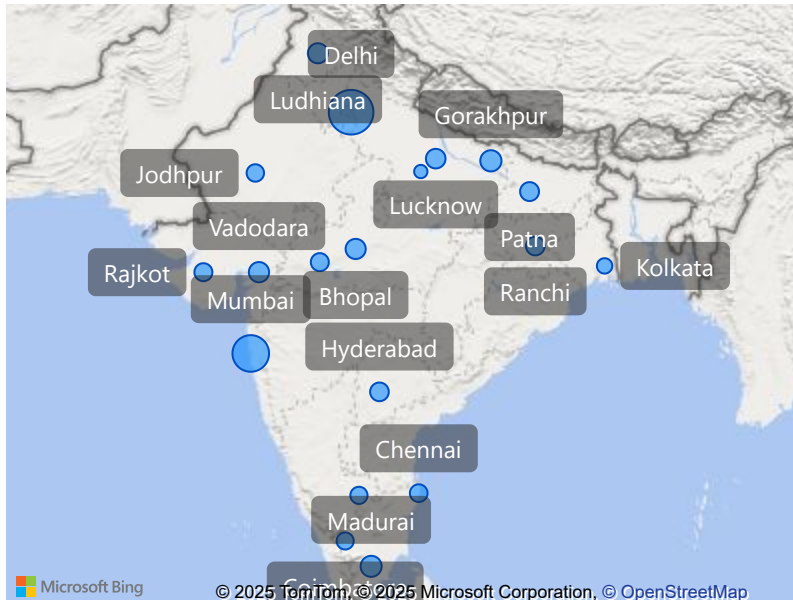 Delhi
Ludhiana
Gorakhpur
Jodhpur
Lucknow
Vadodara
Patna
Rajkot
Kolkata
Mumbai
Bhopal
Ranchi
Hyderabad
Chennai
Madurai
Coimbatore
Microsoft Bing
© 2025 TomTom, © 2025 Microsoft Corporation, © OpenStreetMap